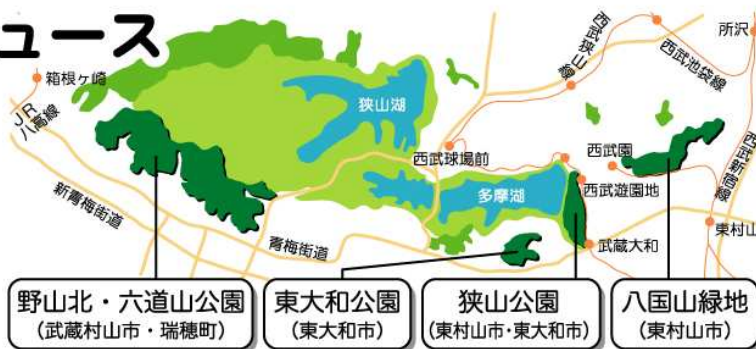 ュース
所沢
箱根ヶ崎
西武狭山線
西武池袋線
JR八高線
狭山湖
西武球場前
西武園
西武新宿線
西武遊園地
多摩湖
新青梅街道
青梅街道
武蔵大和
東村山
野山北・六道山公園
(武蔵村山市・瑞穂町)
東大和公園
(東大和市)
狭山公園
(東村山市・東大和市)
八国山緑地
(東村山市)